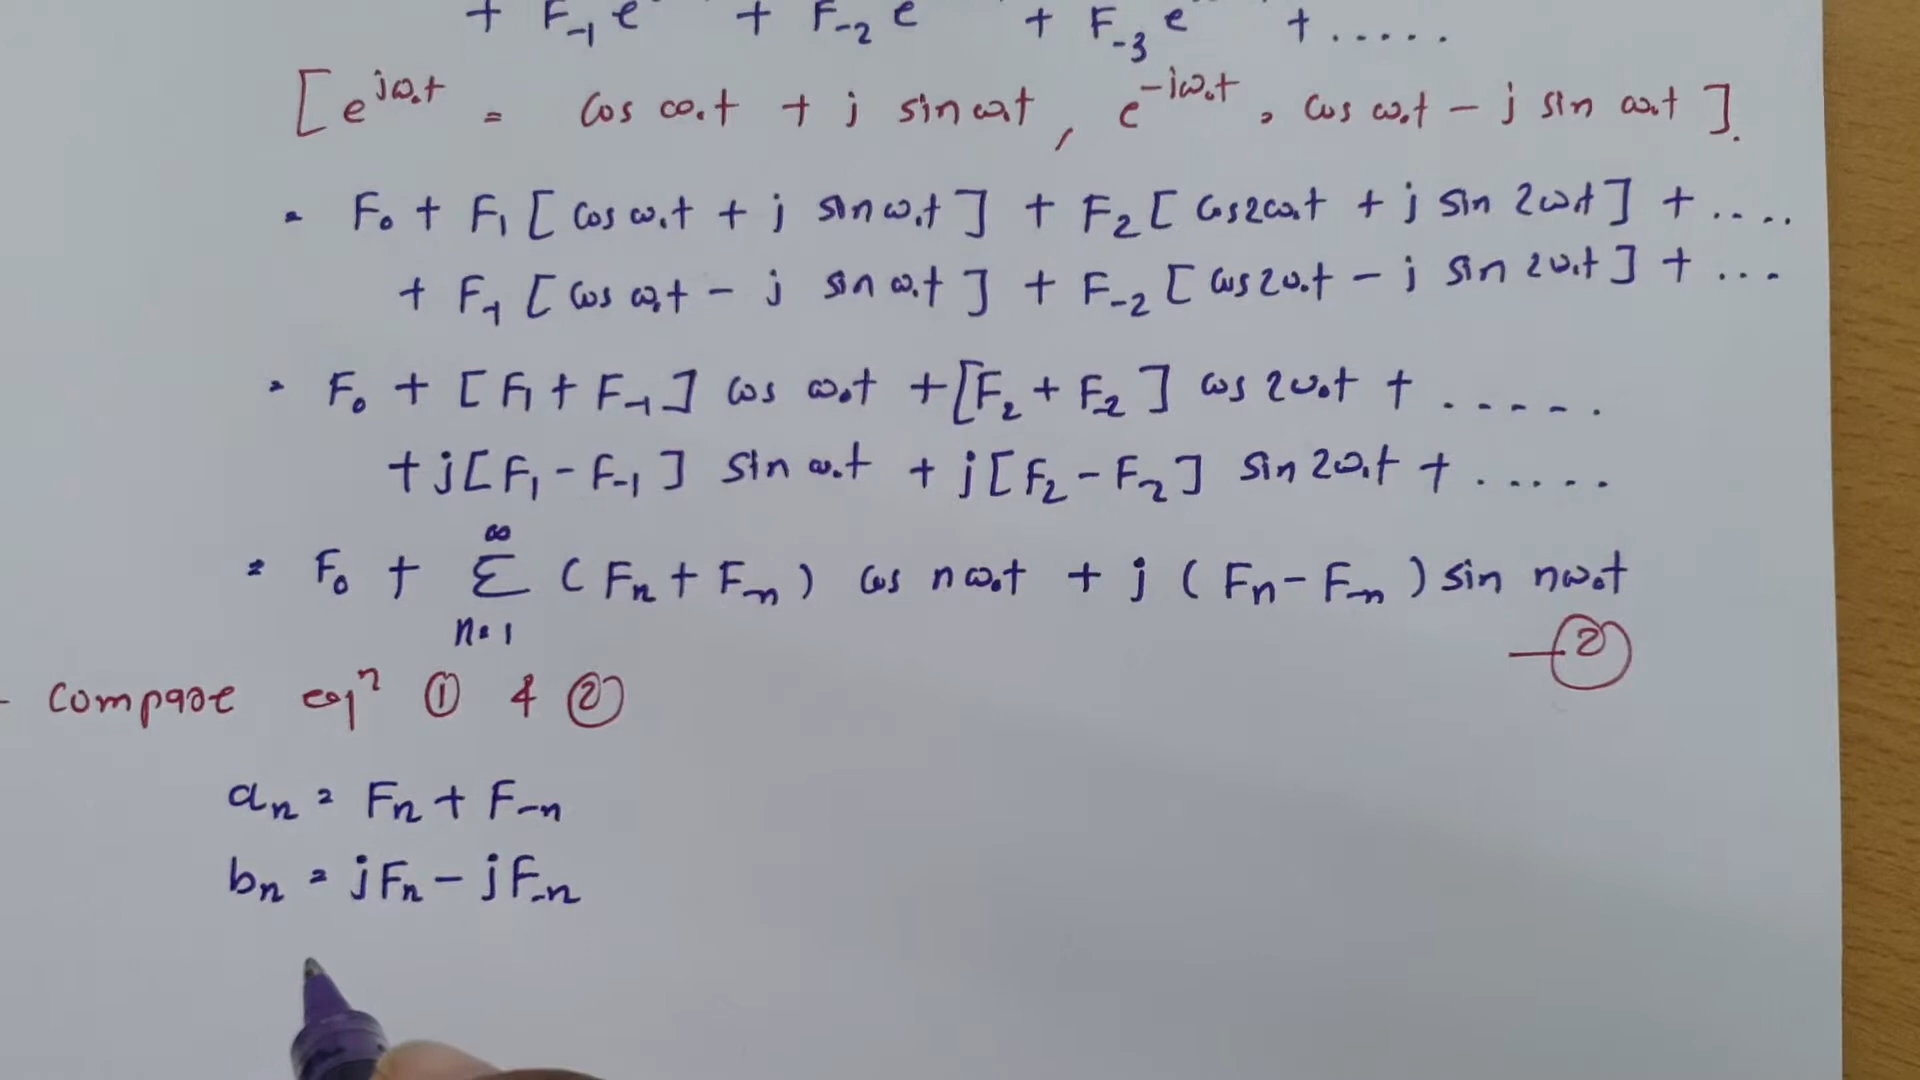 + F₋₁ e + F₋₂ e + F₋₃ e + .....
[ e^{jω₀t} = cos ω₀t + j sin ω₀t , e^{-jω₀t} = cos ω₀t - j sin ω₀t ].
= F₀ + F₁ [ cos ω₀t + j sin ω₀t ] + F₂ [ cos 2ω₀t + j sin 2ω₀t ] + ....
+ F₋₁ [ cos ω₀t - j sin ω₀t ] + F₋₂ [ cos 2ω₀t - j sin 2ω₀t ] + ...
= F₀ + [ F₁ + F₋₁ ] cos ω₀t + [ F₂ + F₋₂ ] cos 2ω₀t + .....
+ j [ F₁ - F₋₁ ] sin ω₀t + j [ F₂ - F₋₂ ] sin 2ω₀t + .....
= F₀ + Σ_{n=1}^{∞} ( Fₙ + F₋ₙ ) cos nω₀t + j ( Fₙ - F₋ₙ ) sin nω₀t
— ②
- Compare eqⁿ ① & ②
aₙ = Fₙ + F₋ₙ
bₙ = jFₙ - jF₋ₙ